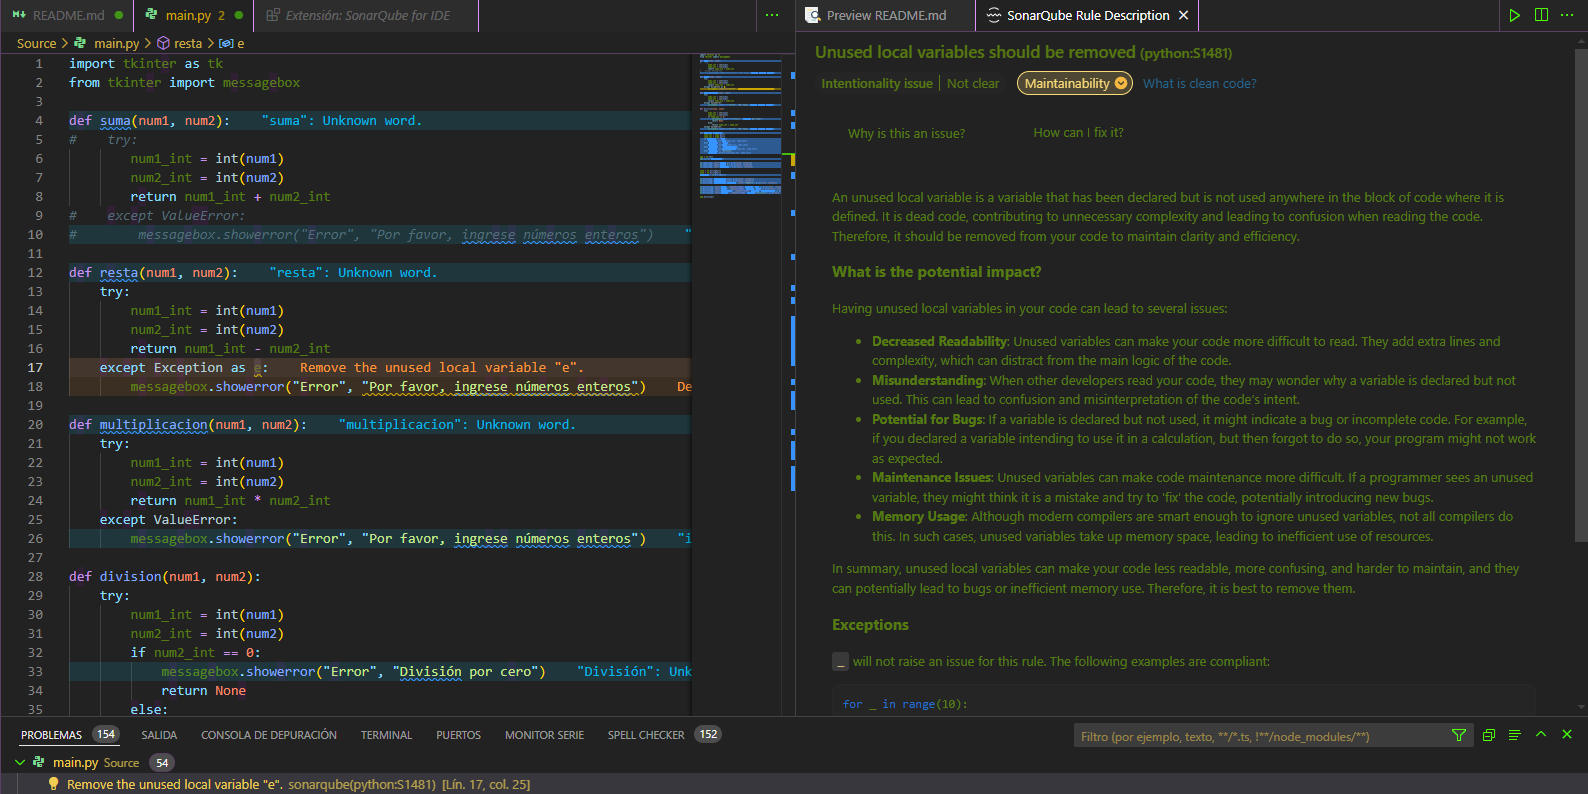 README.md
main.py 2
Extensión: SonarQube for IDE
Source > main.py > resta > e
1 import tkinter as tk
2 from tkinter import messagebox
3
4 def suma(num1, num2): "suma": Unknown word.
5 # try:
6 num1_int = int(num1)
7 num2_int = int(num2)
8 return num1_int + num2_int
9 # except ValueError:
10 # messagebox.showerror("Error", "Por favor, ingrese números enteros") "
11
12 def resta(num1, num2): "resta": Unknown word.
13 try:
14 num1_int = int(num1)
15 num2_int = int(num2)
16 return num1_int - num2_int
17 except Exception as e: Remove the unused local variable "e".
18 messagebox.showerror("Error", "Por favor, ingrese números enteros") De
19
20 def multiplicacion(num1, num2): "multiplicacion": Unknown word.
21 try:
22 num1_int = int(num1)
23 num2_int = int(num2)
24 return num1_int * num2_int
25 except ValueError:
26 messagebox.showerror("Error", "Por favor, ingrese números enteros") "i
27
28 def division(num1, num2):
29 try:
30 num1_int = int(num1)
31 num2_int = int(num2)
32 if num2_int == 0:
33 messagebox.showerror("Error", "División por cero") "División": Unk
34 return None
35 else:
Preview README.md
SonarQube Rule Description
Unused local variables should be removed (python:S1481)
Intentionality issue | Not clear
Maintainability
What is clean code?
Why is this an issue?
How can I fix it?
An unused local variable is a variable that has been declared but is not used anywhere in the block of code where it is
defined. It is dead code, contributing to unnecessary complexity and leading to confusion when reading the code.
Therefore, it should be removed from your code to maintain clarity and efficiency.
What is the potential impact?
Having unused local variables in your code can lead to several issues:
• Decreased Readability: Unused variables can make your code more difficult to read. They add extra lines and
complexity, which can distract from the main logic of the code.
• Misunderstanding: When other developers read your code, they may wonder why a variable is declared but not
used. This can lead to confusion and misinterpretation of the code's intent.
• Potential for Bugs: If a variable is declared but not used, it might indicate a bug or incomplete code. For example,
if you declared a variable intending to use it in a calculation, but then forgot to do so, your program might not work
as expected.
• Maintenance Issues: Unused variables can make code maintenance more difficult. If a programmer sees an unused
variable, they might think it is a mistake and try to 'fix' the code, potentially introducing new bugs.
• Memory Usage: Although modern compilers are smart enough to ignore unused variables, not all compilers do
this. In such cases, unused variables take up memory space, leading to inefficient use of resources.
In summary, unused local variables can make your code less readable, more confusing, and harder to maintain, and they
can potentially lead to bugs or inefficient memory use. Therefore, it is best to remove them.
Exceptions
_ will not raise an issue for this rule. The following examples are compliant:
for _ in range(10):
PROBLEMAS 154
SALIDA
CONSOLA DE DEPURACIÓN
TERMINAL
PUERTOS
MONITOR SERIE
SPELL CHECKER 152
Filtro (por ejemplo, texto, **/*.ts, !**/node_modules/**)
main.py Source 54
Remove the unused local variable "e". sonarqube(python:S1481) [Lín. 17, col. 25]